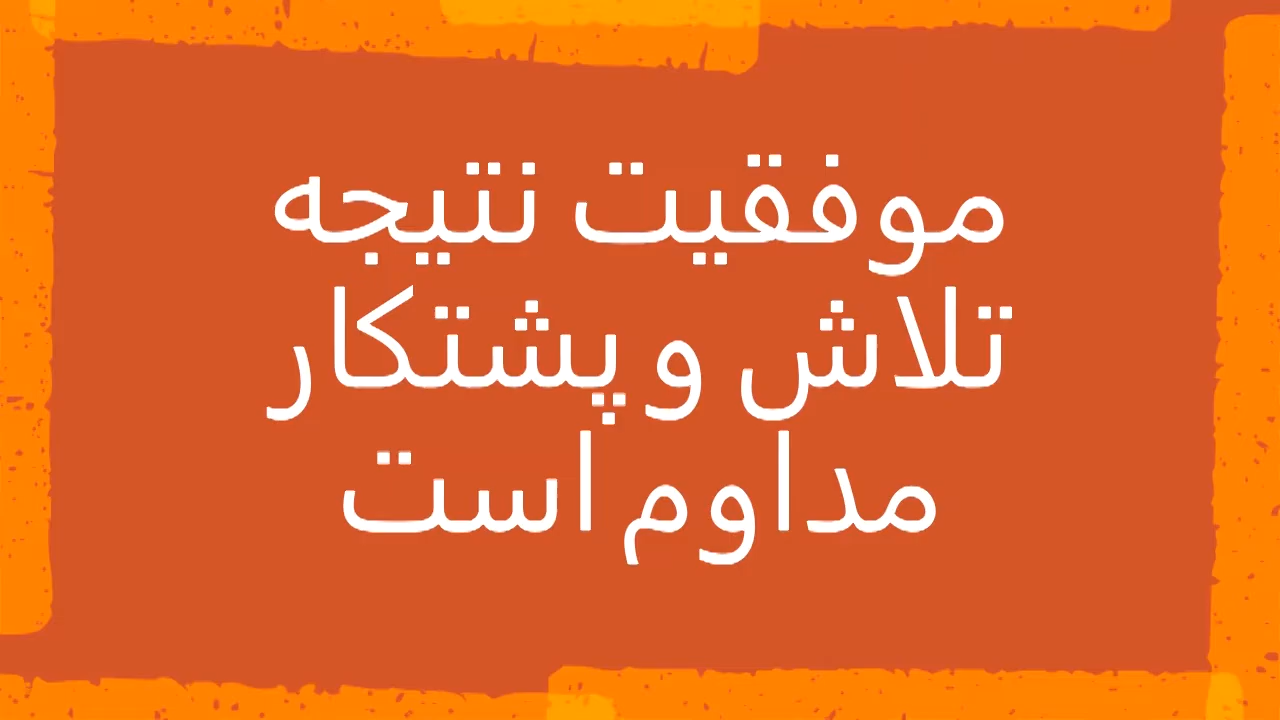 موفقیت نتیجه
تلاش و پشتکار
مداوم است